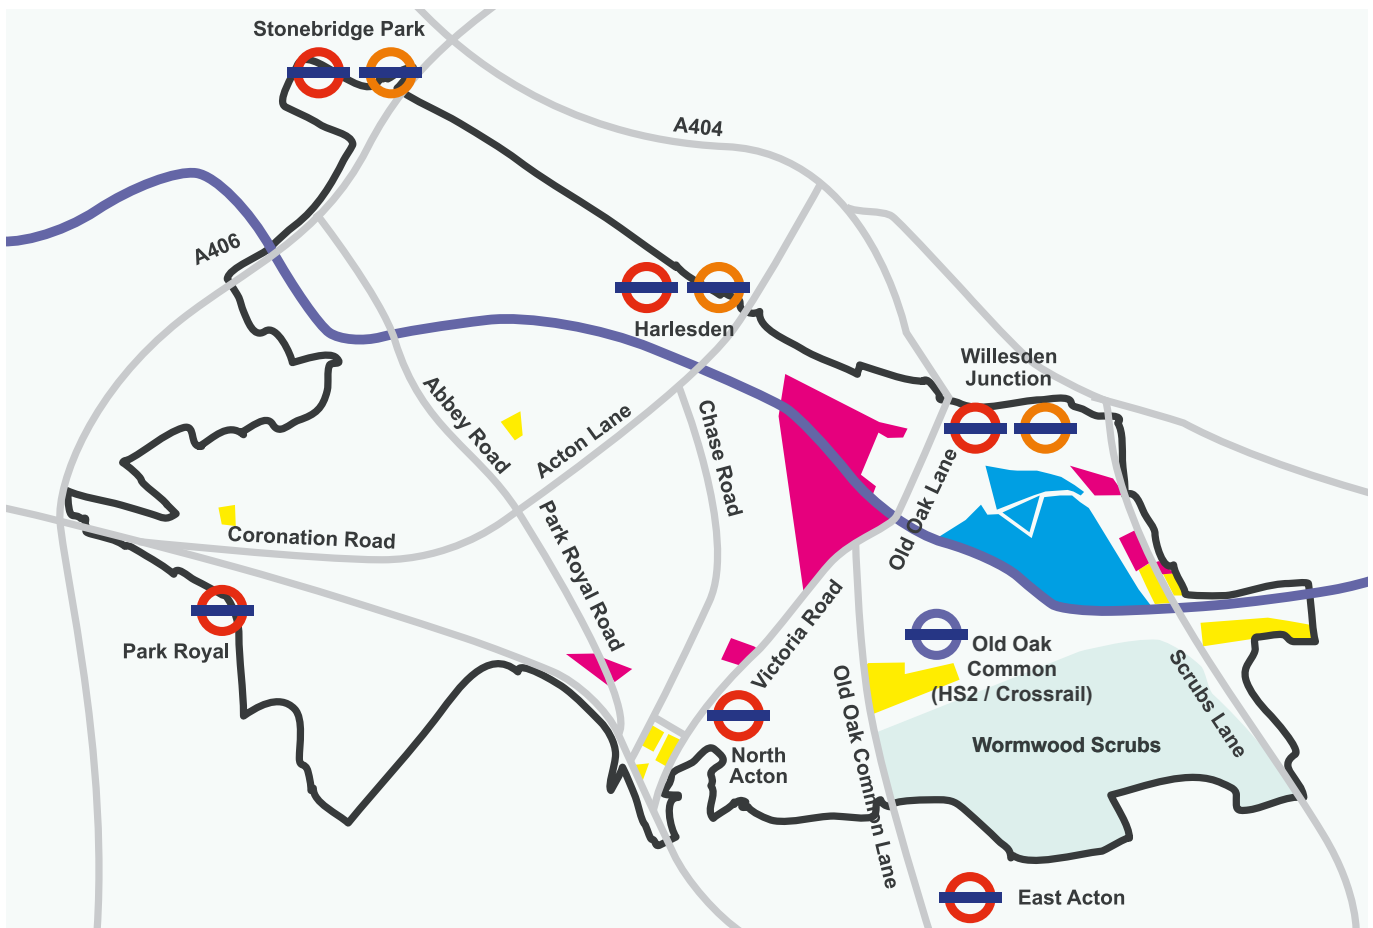 Stonebridge Park
A404
A406
Harlesden
Willesden
Junction
Abbey Road
Acton Lane
Chase Road
Old Oak Lane
Coronation Road
Park Royal Road
Victoria Road
Park Royal
Old Oak
Common
(HS2 / Crossrail)
Scrubs Lane
Old Oak Common Lane
Wormwood Scrubs
North
Acton
East Acton